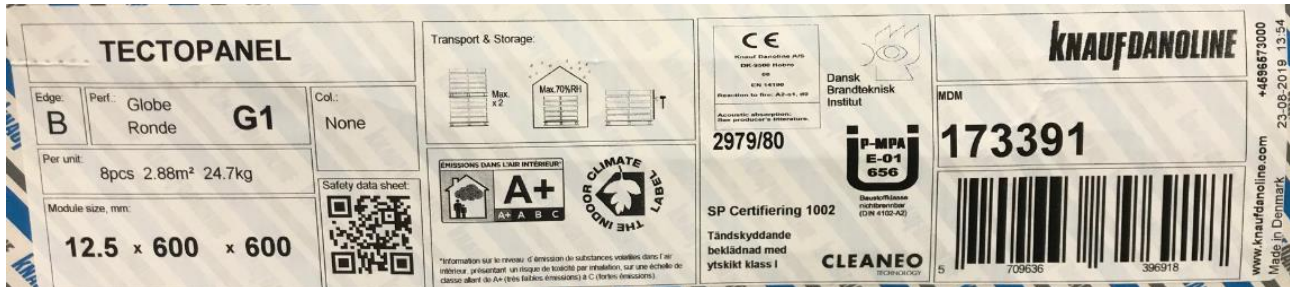 TECTOPANEL
Edge:
B
Perf.:
Globe
Ronde
G1
Col.:
None
Per unit:
8pcs 2.88m² 24.7kg
Module size, mm:
12.5 x 600 x 600
Safety data sheet:
Transport & Storage:
Max.
x 2
Max.70%RH
ÉMISSIONS DANS L'AIR INTÉRIEUR*
A+
A+ A B C
THE INDOOR CLIMATE LABEL
*Information sur le niveau d'émission de substances volatiles dans l'air
intérieur, présentant un risque de toxicité par inhalation, sur une échelle de
classe allant de A+ (très faibles émissions) à C (fortes émissions).
CE
Knauf Danoline A/S
DK-9500 Hobro
EN 14190
Reaction to fire: A2-s1, d0
Acoustic absorption:
See producer's literature.
2979/80
Dansk
Brandteknisk
Institut
P-MPA
E-01
656
Baustoffklasse
nichtbrennbar
(DIN 4102-A2)
SP Certifiering 1002
Tändskyddande
beklädnad med
ytskikt klass I
CLEANEO
TECHNOLOGY
KNAUF DANOLINE
MDM
173391
5 709636 396918
www.knaufdanoline.com +4596573000
Made in Denmark 23-08-2019 13:54
KNAUF